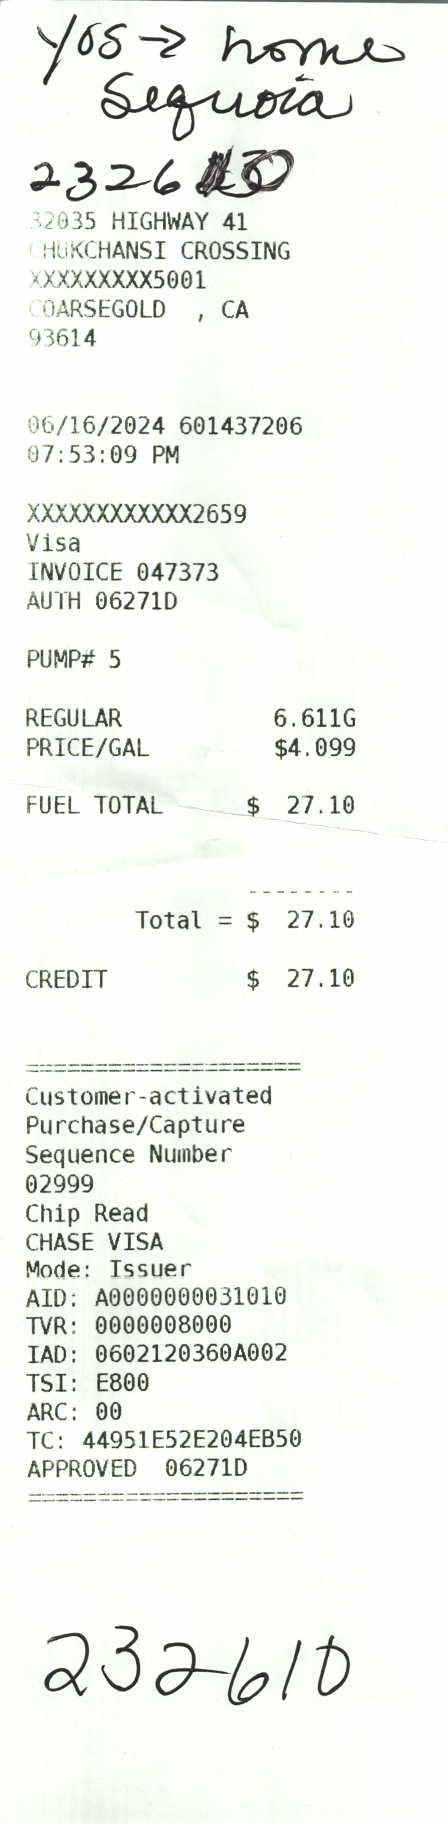 Yos → home
Sequoia
2326
32035 HIGHWAY 41
CHUKCHANSI CROSSING
XXXXXXXXX5001
COARSEGOLD  , CA
93614
06/16/2024 601437206
07:53:09 PM
XXXXXXXXXXXX2659
Visa
INVOICE 047373
AUTH 06271D
PUMP# 5
REGULAR 6.611G
PRICE/GAL $4.099
FUEL TOTAL $ 27.10
--------
Total = $ 27.10
CREDIT $ 27.10
====================
Customer-activated
Purchase/Capture
Sequence Number
02999
Chip Read
CHASE VISA
Mode: Issuer
AID: A0000000031010
TVR: 0000008000
IAD: 0602120360A002
TSI: E800
ARC: 00
TC: 44951E52E204EB50
APPROVED  06271D
====================
232610